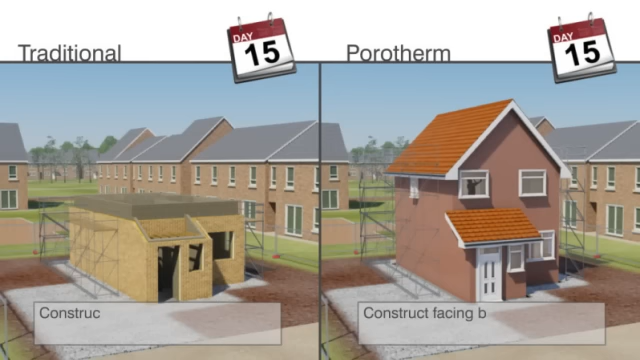 Traditional
DAY
15
Porotherm
DAY
15
Construc
Construct facing b